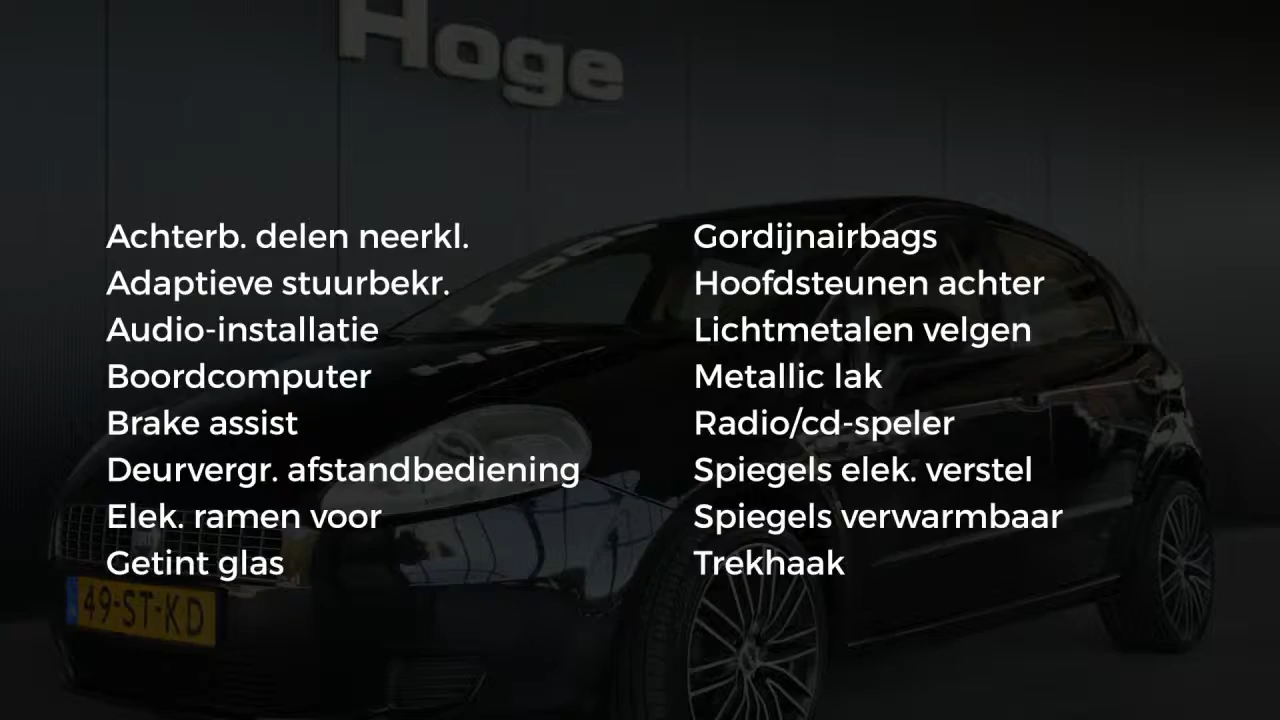 Hoge
Achterb. delen neerkl.
Adaptieve stuurbekr.
Audio-installatie
Boordcomputer
Brake assist
Deurvergr. afstandbediening
Elek. ramen voor
Getint glas
Gordijnairbags
Hoofdsteunen achter
Lichtmetalen velgen
Metallic lak
Radio/cd-speler
Spiegels elek. verstel
Spiegels verwarmbaar
Trekhaak
49-ST-KD